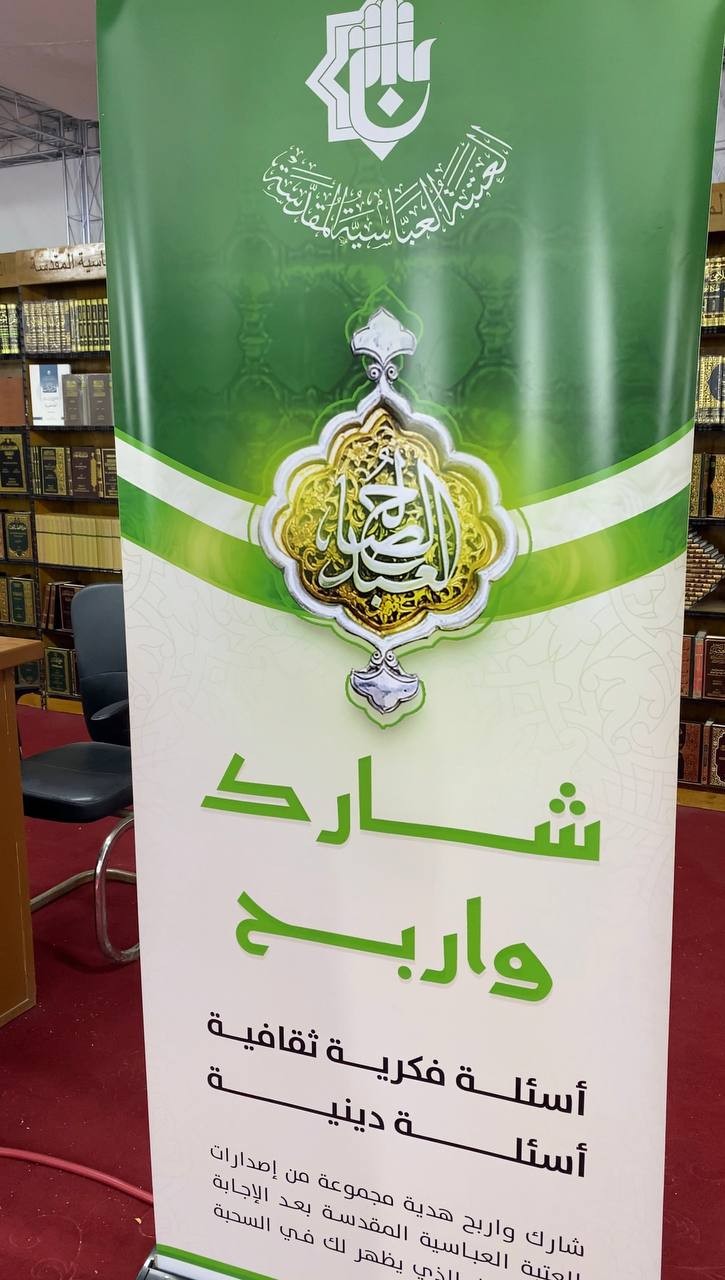 العتبة العباسية المقدسة
العبد الصالح
شارك
واربح
أسئلة فكرية ثقافية
أسئلة دينية
شارك واربح هدية مجموعة من إصدارات
العتبة العباسية المقدسة بعد الإجابة
الذي يظهر لك في السحبة